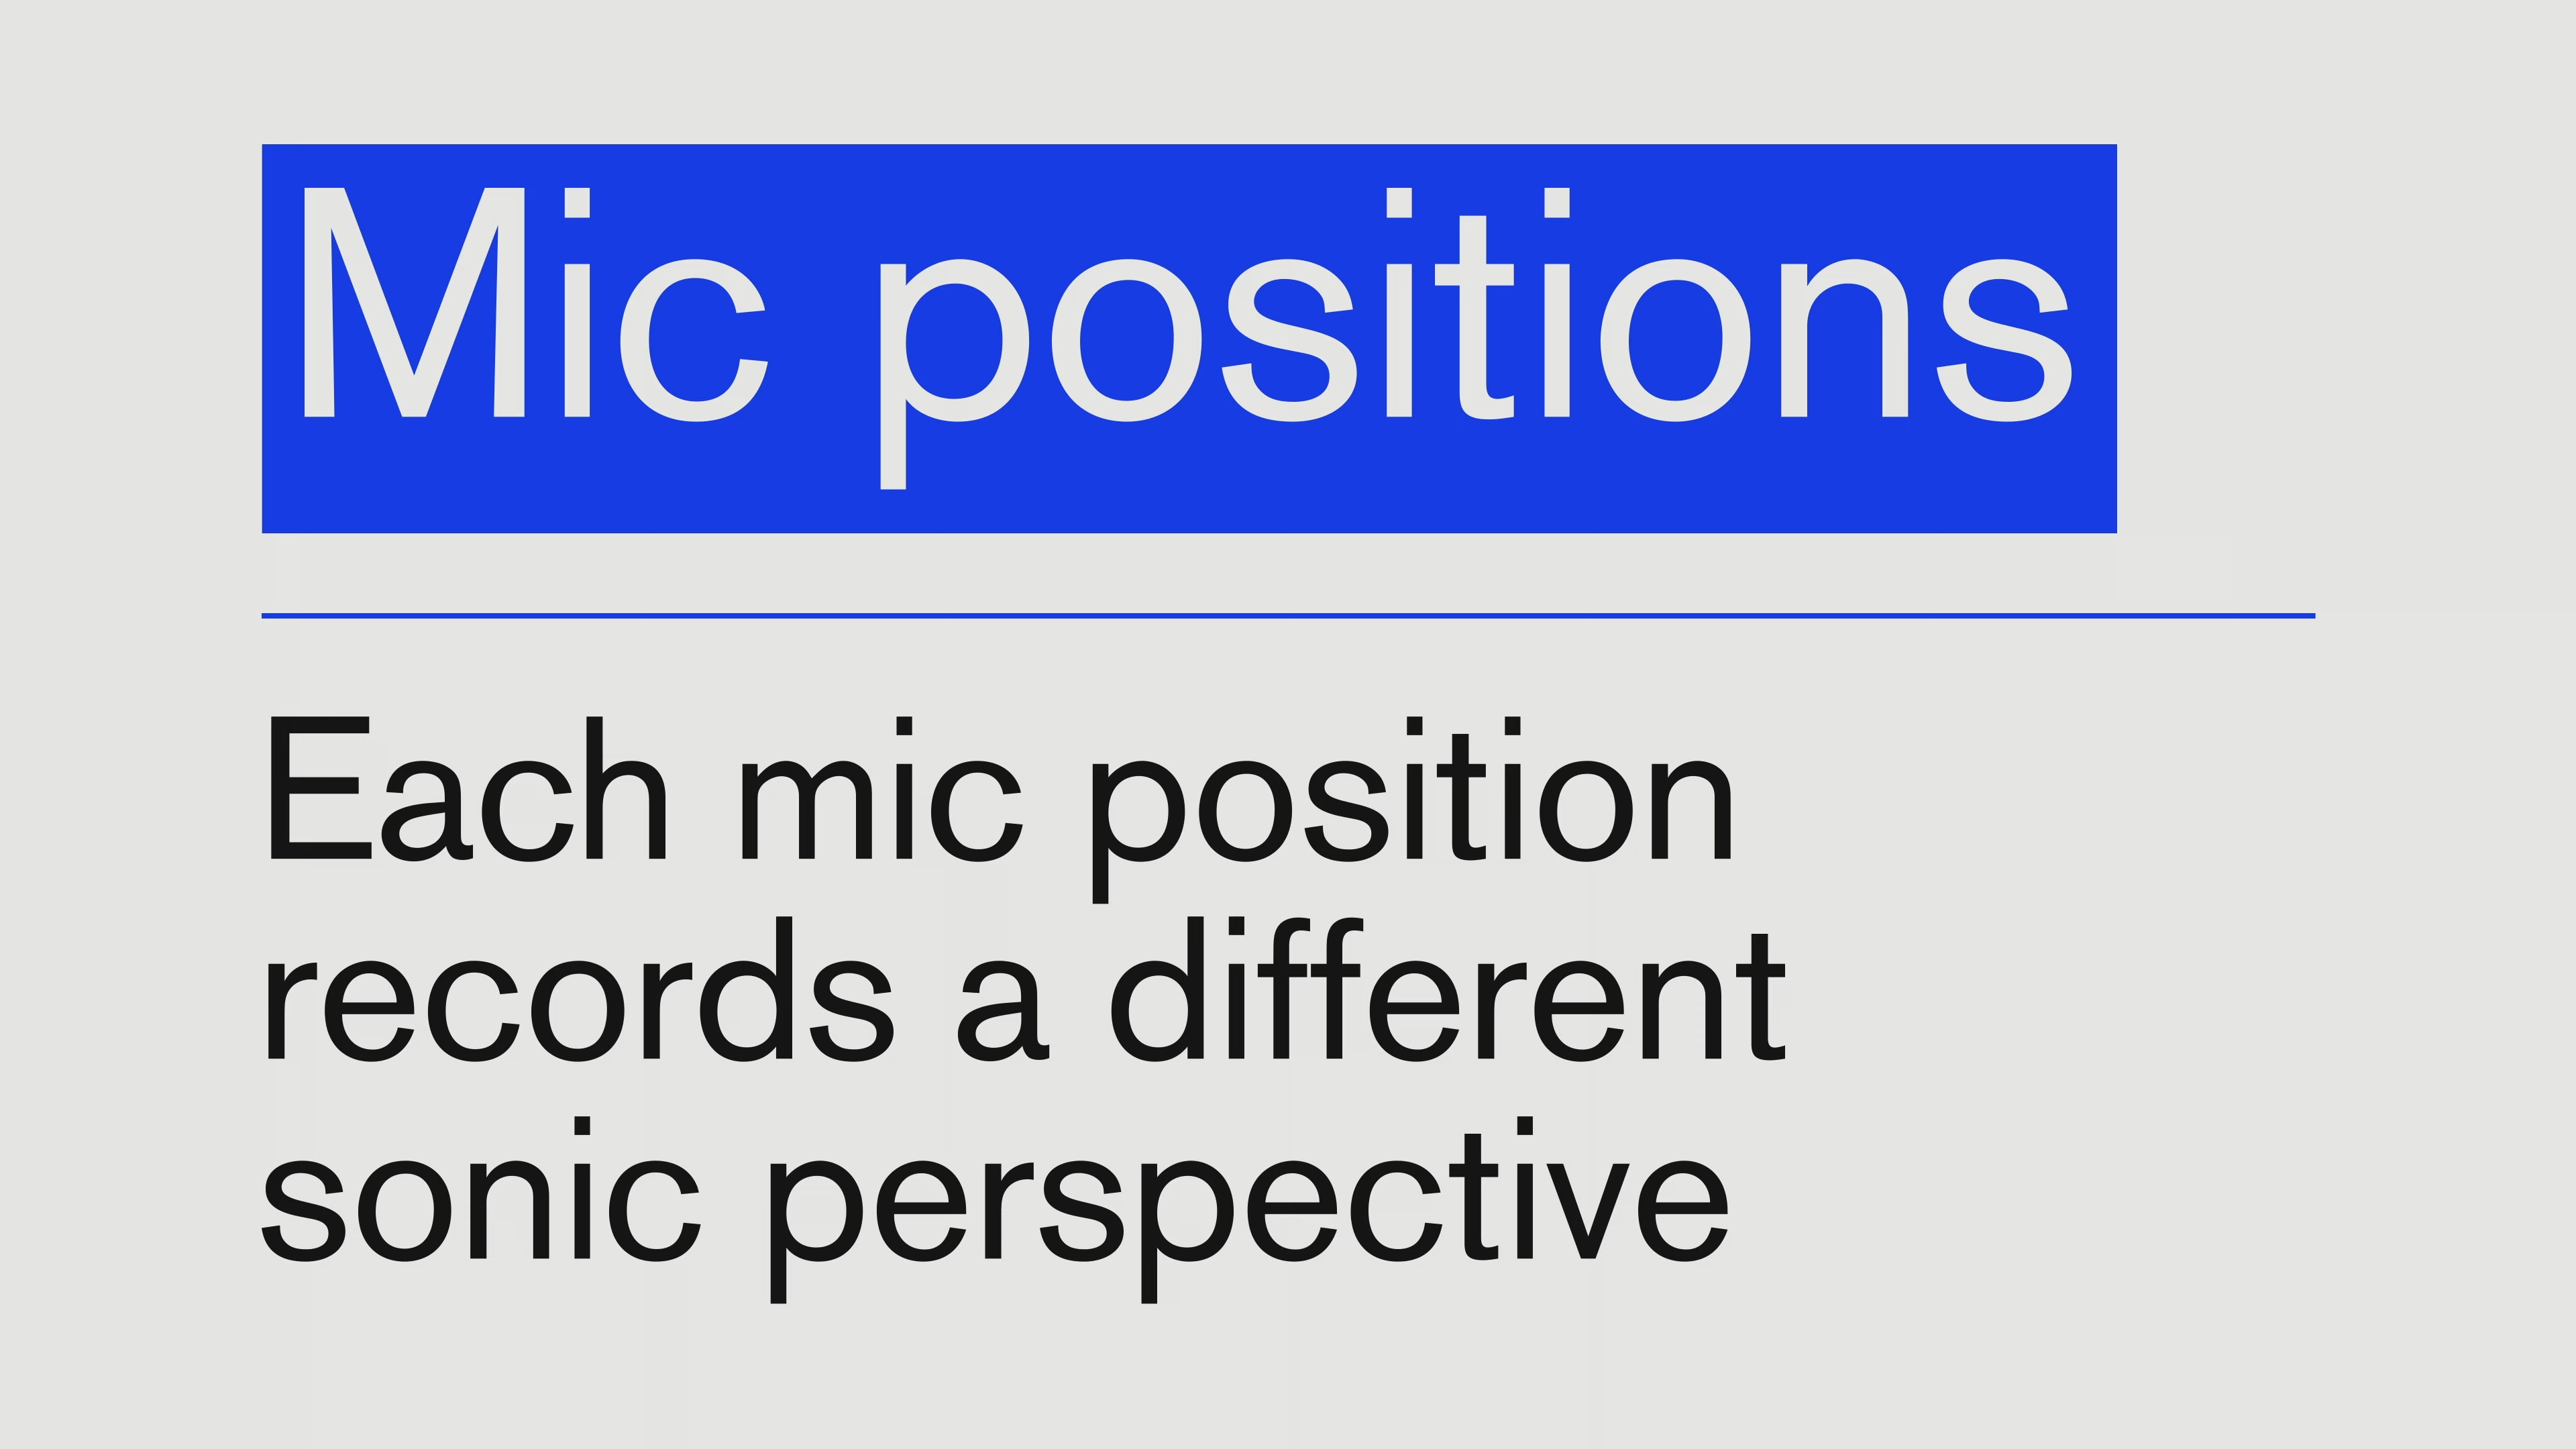 Mic positions
Each mic position
records a different
sonic perspective